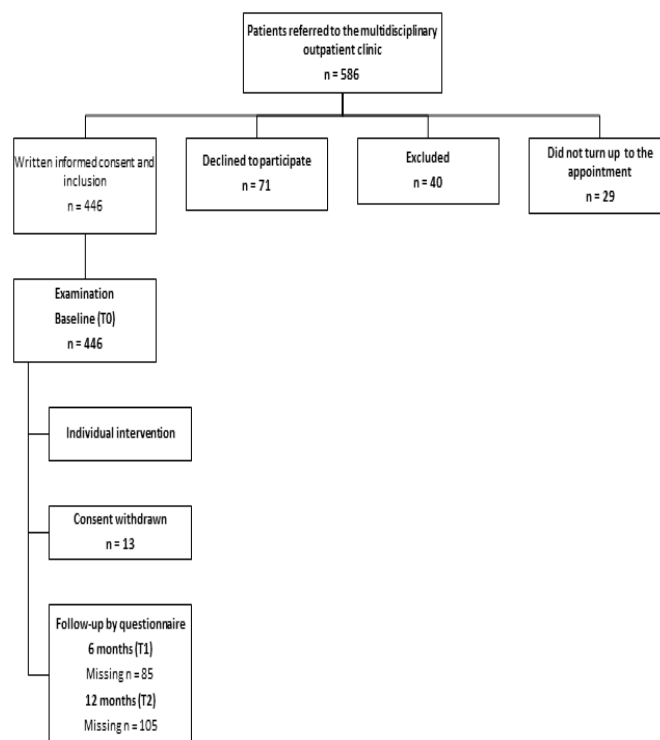 Patients referred to the multidisciplinary
outpatient clinic
n = 586
Written informed consent and
inclusion
n = 446
Declined to participate
n = 71
Excluded
n = 40
Did not turn up to the
appointment
n = 29
Examination
Baseline (T0)
n = 446
Individual intervention
Consent withdrawn
n = 13
Follow-up by questionnaire
6 months (T1)
Missing n = 85
12 months (T2)
Missing n = 105